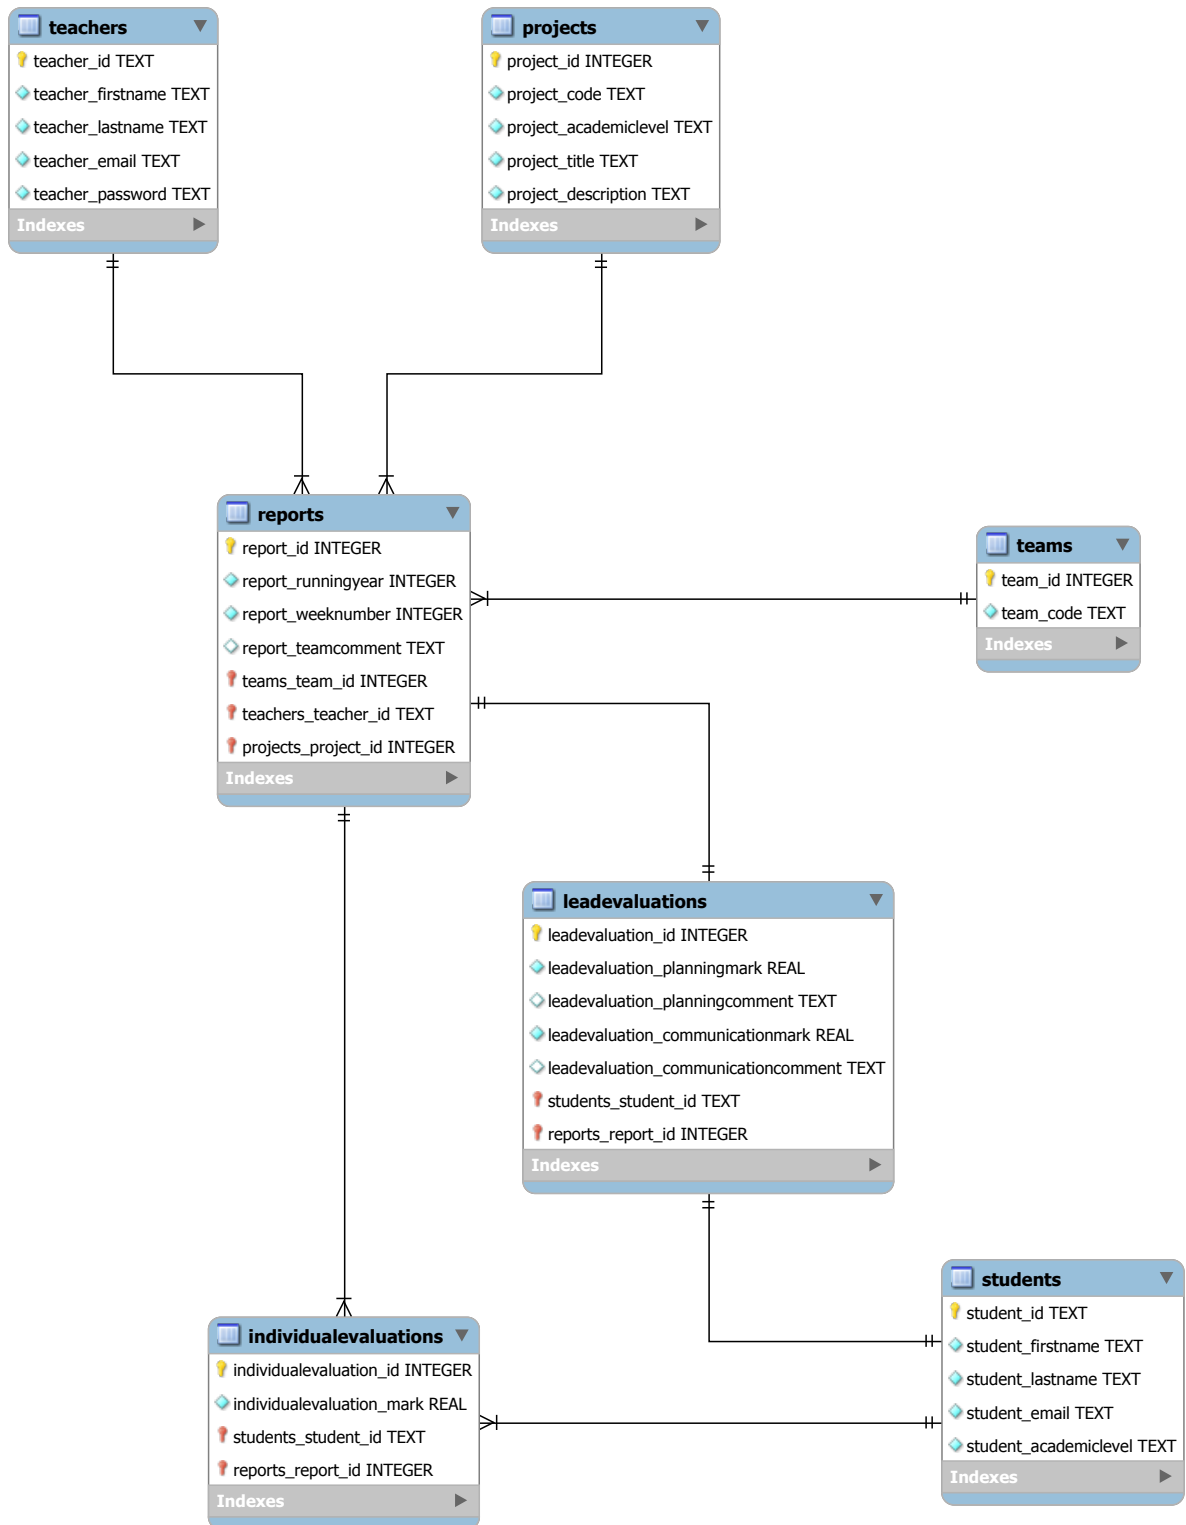 teachers
teacher_id TEXT
teacher_firstname TEXT
teacher_lastname TEXT
teacher_email TEXT
teacher_password TEXT
Indexes
projects
project_id INTEGER
project_code TEXT
project_academiclevel TEXT
project_title TEXT
project_description TEXT
Indexes
reports
report_id INTEGER
report_runningyear INTEGER
report_weeknumber INTEGER
report_teamcomment TEXT
teams_team_id INTEGER
teachers_teacher_id TEXT
projects_project_id INTEGER
Indexes
teams
team_id INTEGER
team_code TEXT
Indexes
leadevaluations
leadevaluation_id INTEGER
leadevaluation_planningmark REAL
leadevaluation_planningcomment TEXT
leadevaluation_communicationmark REAL
leadevaluation_communicationcomment TEXT
students_student_id TEXT
reports_report_id INTEGER
Indexes
students
student_id TEXT
student_firstname TEXT
student_lastname TEXT
student_email TEXT
student_academiclevel TEXT
Indexes
individualevaluations
individualevaluation_id INTEGER
individualevaluation_mark REAL
students_student_id TEXT
reports_report_id INTEGER
Indexes